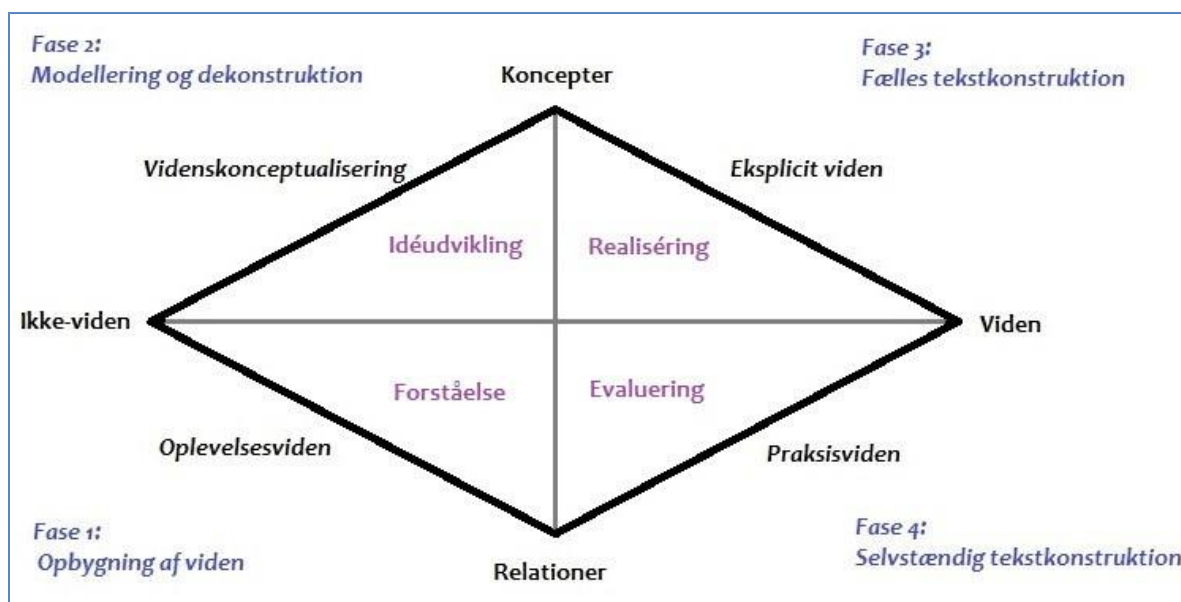 Fase 2:
Modellering og dekonstruktion
Fase 3:
Fælles tekstkonstruktion
Koncepter
Videnskonceptualisering
Eksplicit viden
Idéudvikling
Realiséring
Ikke-viden
Viden
Forståelse
Evaluering
Oplevelsesviden
Praksisviden
Fase 1:
Opbygning af viden
Fase 4:
Selvstændig tekstkonstruktion
Relationer